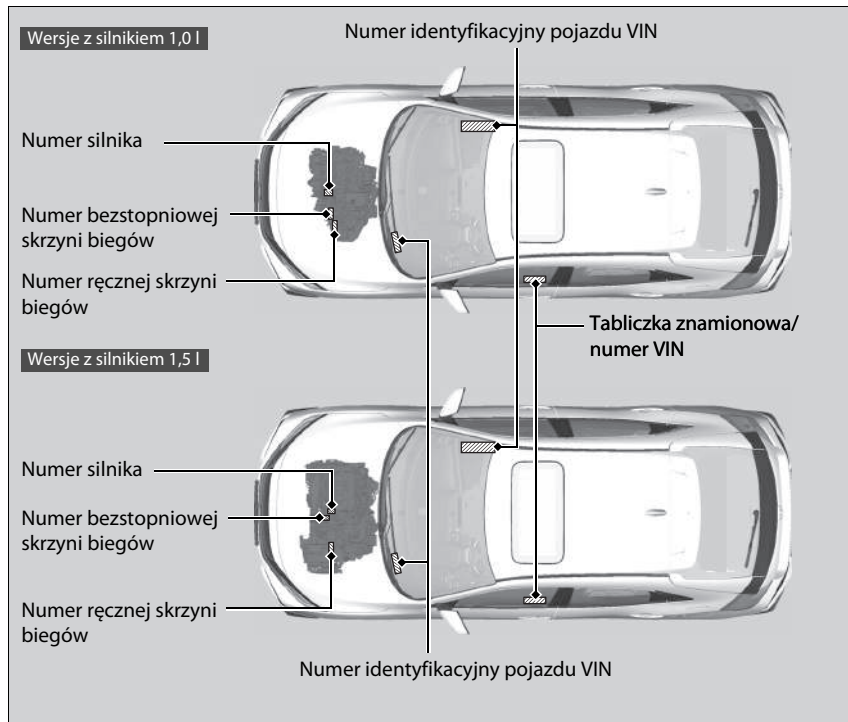 Wersje z silnikiem 1,0 l
Numer identyfikacyjny pojazdu VIN
Numer silnika
Numer bezstopniowej
skrzyni biegów
Numer ręcznej skrzyni
biegów
Tabliczka znamionowa/
numer VIN
Wersje z silnikiem 1,5 l
Numer silnika
Numer bezstopniowej
skrzyni biegów
Numer ręcznej skrzyni
biegów
Numer identyfikacyjny pojazdu VIN